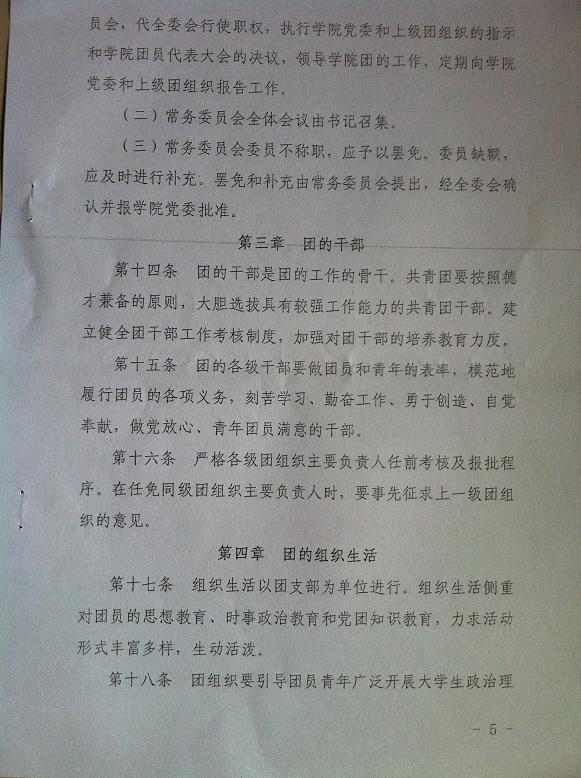 员会，代全委会行使职权，执行学院党委和上级团组织的指示
和学院团员代表大会的决议，领导学院团的工作，定期向学院
党委和上级团组织报告工作。
（二）常务委员会全体会议由书记召集。
（三）常务委员会委员不称职，应予以罢免。委员缺额，
应及时进行补充。罢免和补充由常务委员会提出，经全委会确
认并报学院党委批准。
第三章 团的干部
第十四条 团的干部是团的工作的骨干。共青团要按照德
才兼备的原则，大胆选拔具有较强工作能力的共青团干部。建
立健全团干部工作考核制度，加强对团干部的培养教育力度。
第十五条 团的各级干部要做团员和青年的表率，模范地
履行团员的各项义务，刻苦学习、勤奋工作、勇于创造、自觉
奉献，做党放心、青年团员满意的干部。
第十六条 严格各级团组织主要负责人任前考核及报批程
序。在任免同级团组织主要负责人时，要事先征求上一级团组
织的意见。
第四章 团的组织生活
第十七条 组织生活以团支部为单位进行。组织生活侧重
对团员的思想教育、时事政治教育和党团知识教育，力求活动
形式丰富多样，生动活泼。
第十八条 团组织要引导团员青年广泛开展大学生政治理
- 5 -